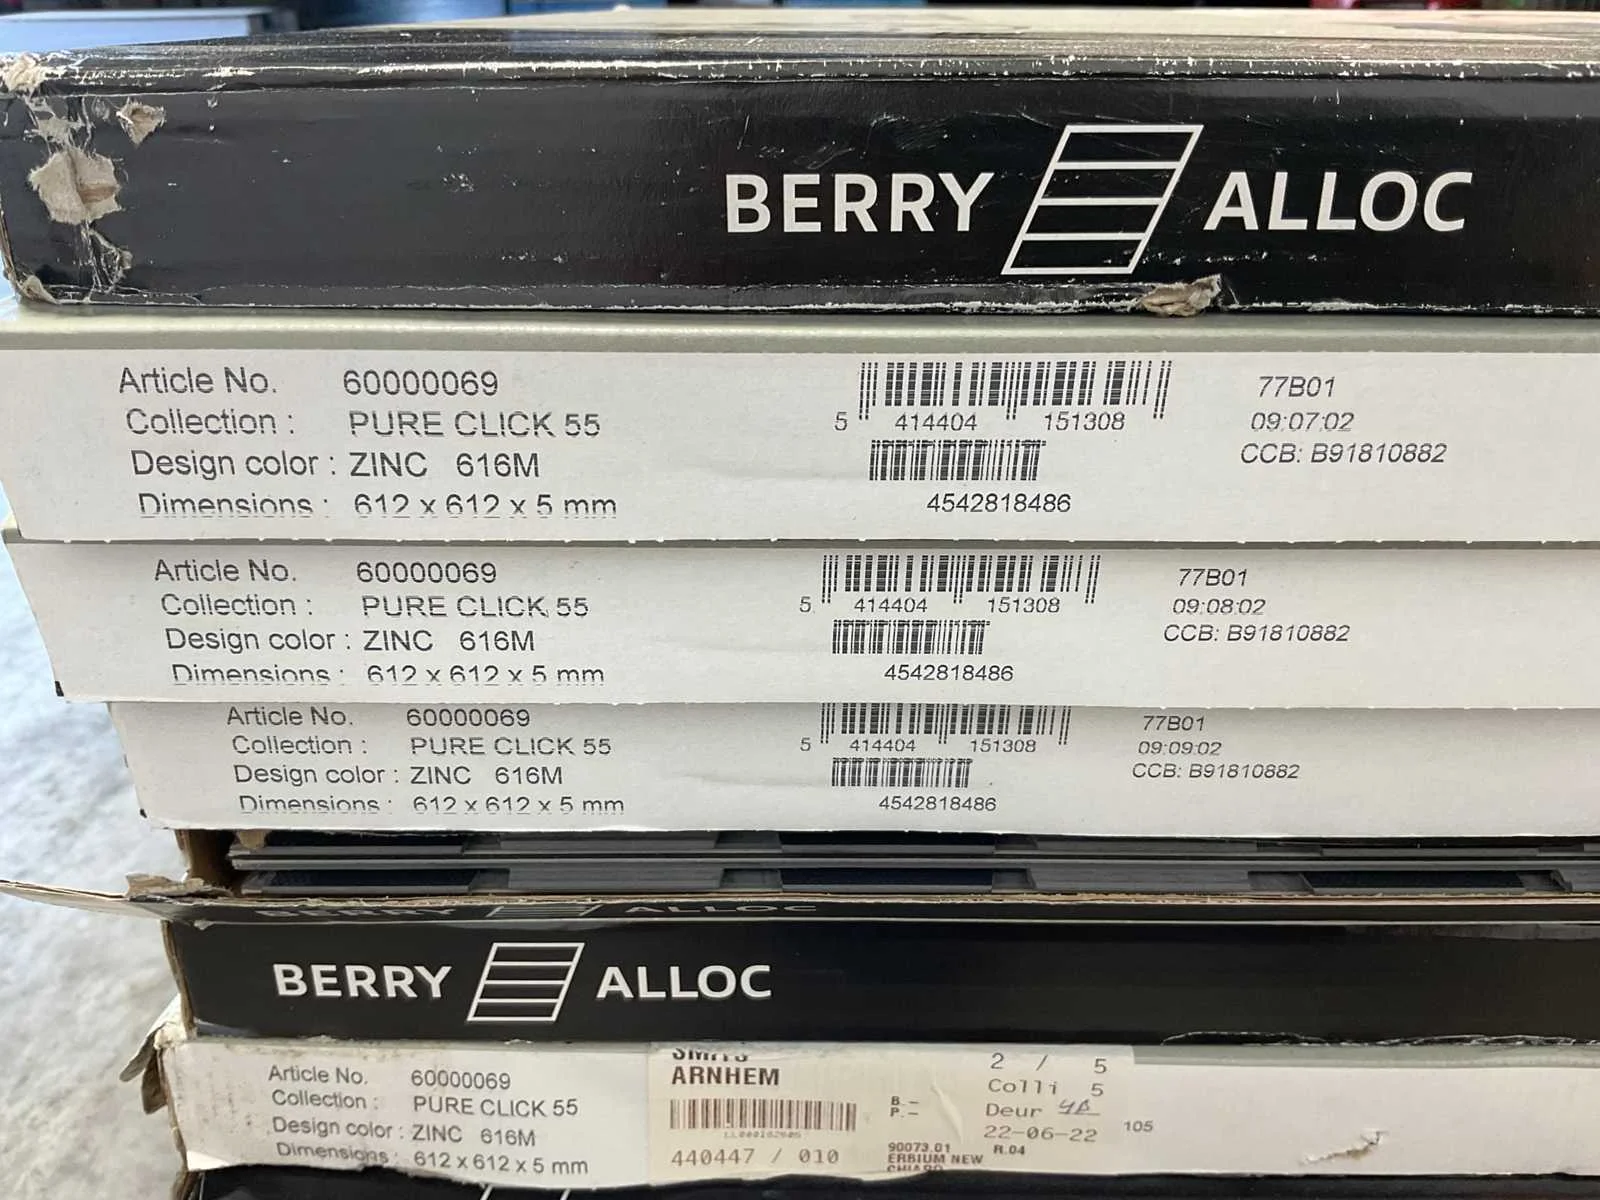 BERRY ALLOC
Article No. 60000069
Collection : PURE CLICK 55
Design color : ZINC 616M
Dimensions : 612 x 612 x 5 mm
5 414404 151308
4542818486
77B01
09:07:02
CCB: B91810882
Article No. 60000069
Collection : PURE CLICK 55
Design color : ZINC 616M
Dimensions : 612 x 612 x 5 mm
5 414404 151308
4542818486
77B01
09:08:02
CCB: B91810882
Article No. 60000069
Collection : PURE CLICK 55
Design color : ZINC 616M
Dimensions : 612 x 612 x 5 mm
5 414404 151308
4542818486
77B01
09:09:02
CCB: B91810882
BERRY ALLOC
BERRY ALLOC
Article No. 60000069
Collection : PURE CLICK 55
Design color : ZINC 616M
Dimensions : 612 x 612 x 5 mm
SMITS
ARNHEM
440447 / 010
B.-
P.-
90073.01
ERBIUM NEW
CHIARO
2 / 5
Colli 5
Deur
22-06-22
R.04
105